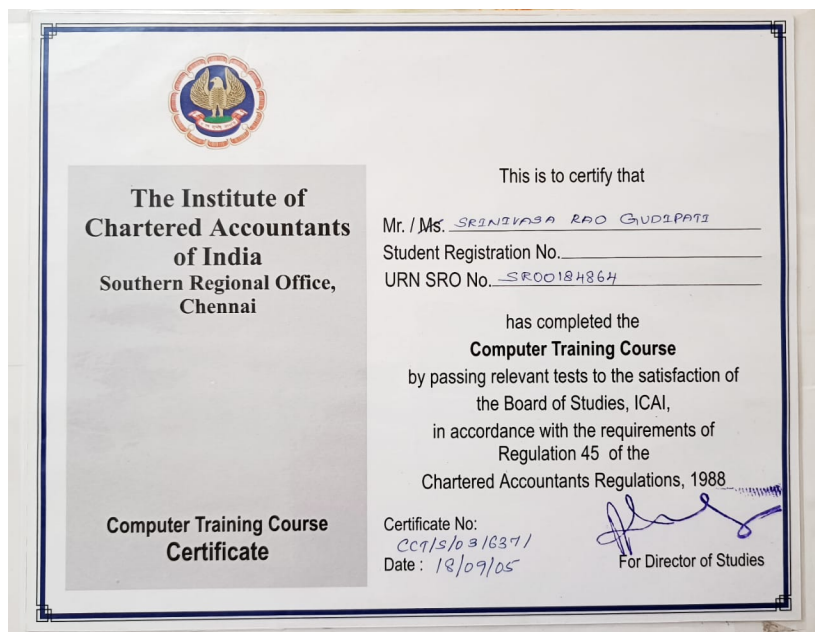 The Institute of
Chartered Accountants
of India
Southern Regional Office,
Chennai
Computer Training Course
Certificate
This is to certify that
Mr. / Ms. SRINIVASA RAO GUDIPATI
Student Registration No.
URN SRO No. SRO0184864
has completed the
Computer Training Course
by passing relevant tests to the satisfaction of
the Board of Studies, ICAI,
in accordance with the requirements of
Regulation 45 of the
Chartered Accountants Regulations, 1988
Certificate No:
CCT/S/03/637/
Date : 18/09/05
For Director of Studies